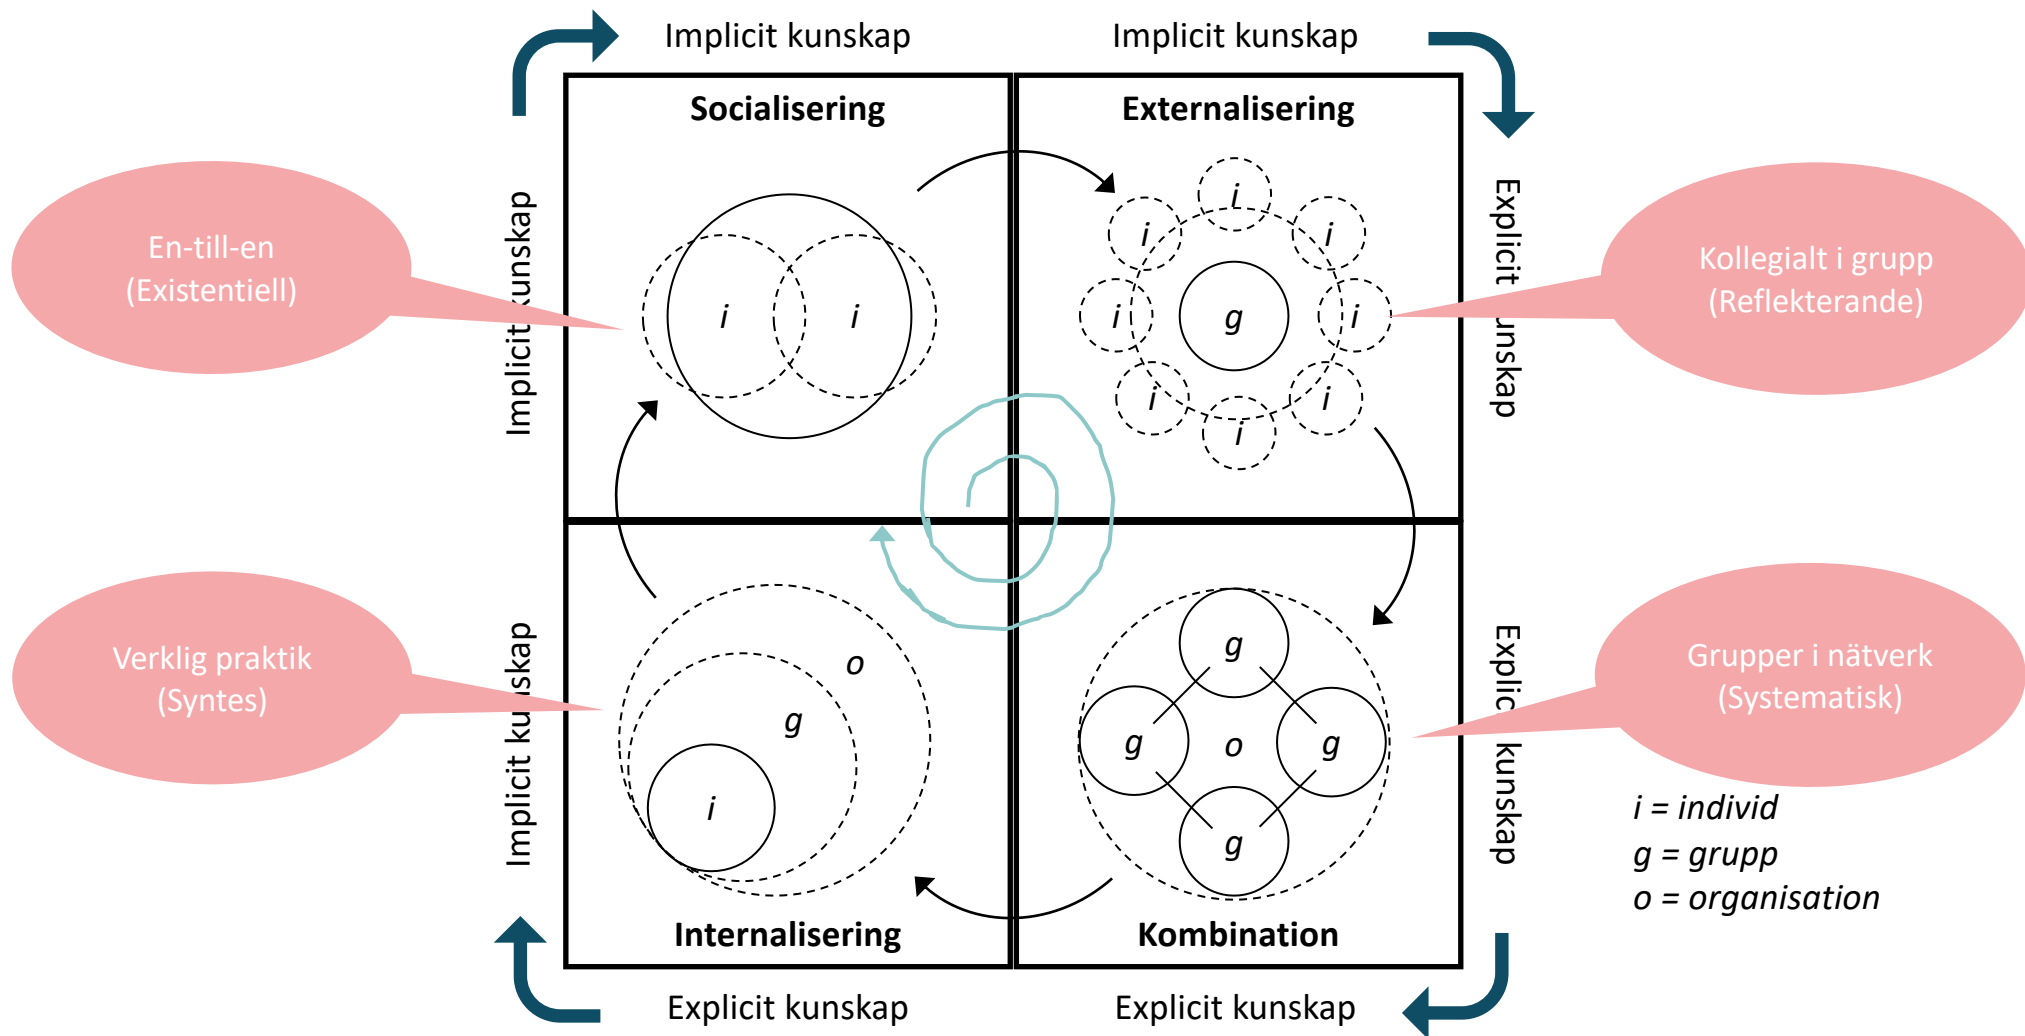 Implicit kunskap
Implicit kunskap
Socialisering
Externalisering
Implicit kunskap
Explicit kunskap
En-till-en
(Existentiell)
Kollegialt i grupp
(Reflekterande)
i
i
i
i
i
i
i
g
i
i
i
i
Verklig praktik
(Syntes)
Grupper i nätverk
(Systematisk)
Implicit kunskap
Explicit kunskap
o
g
i
g
g
o
g
g
i = individ
g = grupp
o = organisation
Internalisering
Kombination
Explicit kunskap
Explicit kunskap